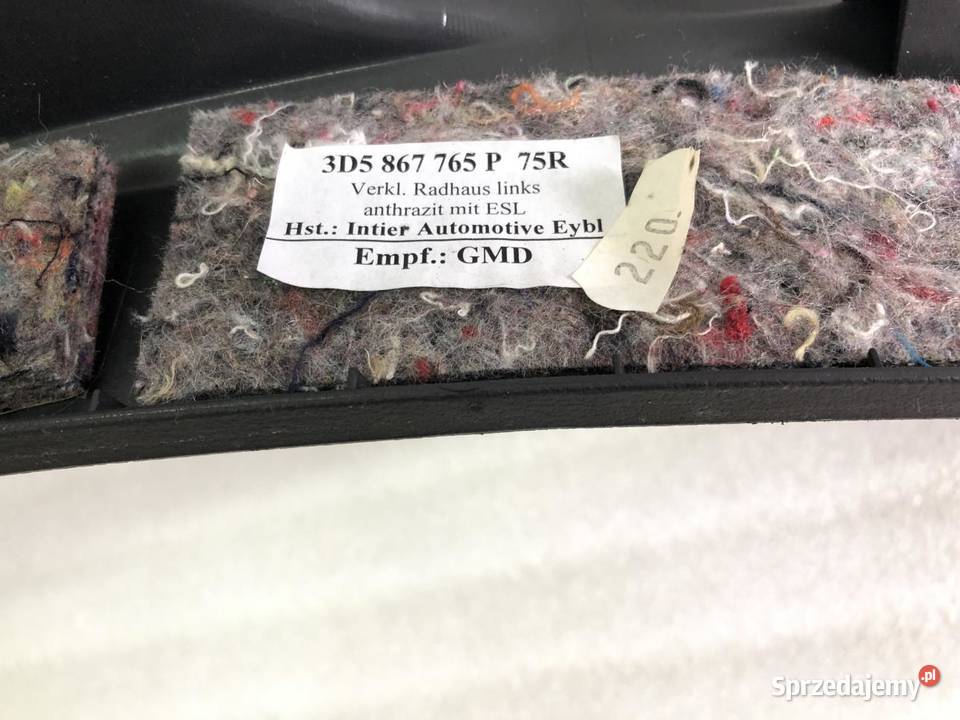 3D5 867 765 P 75R
Verkl. Radhaus links
anthrazit mit ESL
Hst.: Intier Automotive Eybl
Empf.: GMD
220.
Sprzedajemy.pl